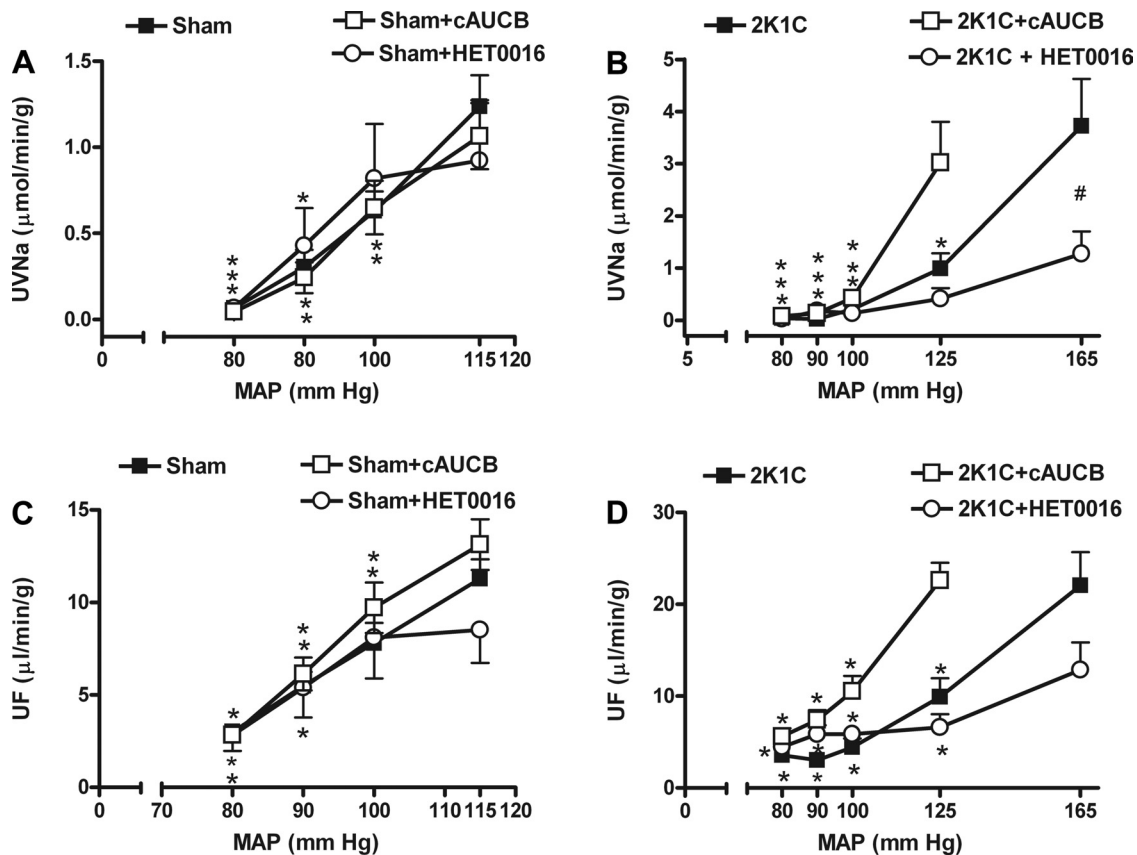 A
Sham
Sham+cAUCB
Sham+HET0016
UVNa (μmol/min/g)
1.5
1.0
0.5
0.0
* * *
*
* *
* *
0 80 80 100 115 120
MAP (mm Hg)
B
2K1C
2K1C+cAUCB
2K1C + HET0016
UVNa (μmol/min/g)
5
4
3
2
1
0
* * *
* * *
* * *
*
#
5 80 90 100 125 165
MAP (mm Hg)
C
Sham
Sham+cAUCB
Sham+HET0016
UF (μl/min/g)
15
10
5
0
*
* *
* *
*
* *
0 70 80 90 100 110 115 120
MAP (mm Hg)
D
2K1C
2K1C+cAUCB
2K1C+HET0016
UF (μl/min/g)
30
20
10
0
* * *
* * *
* * *
* *
0 80 90 100 125 165
MAP (mm Hg)